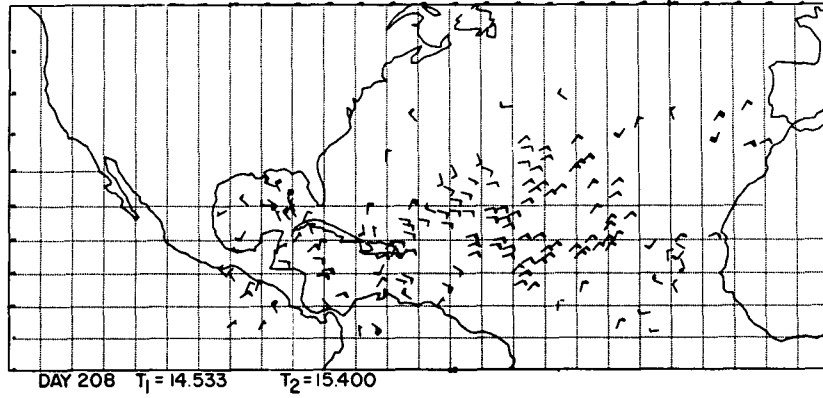 DAY 208 T₁ = 14.533 T₂ = 15.400